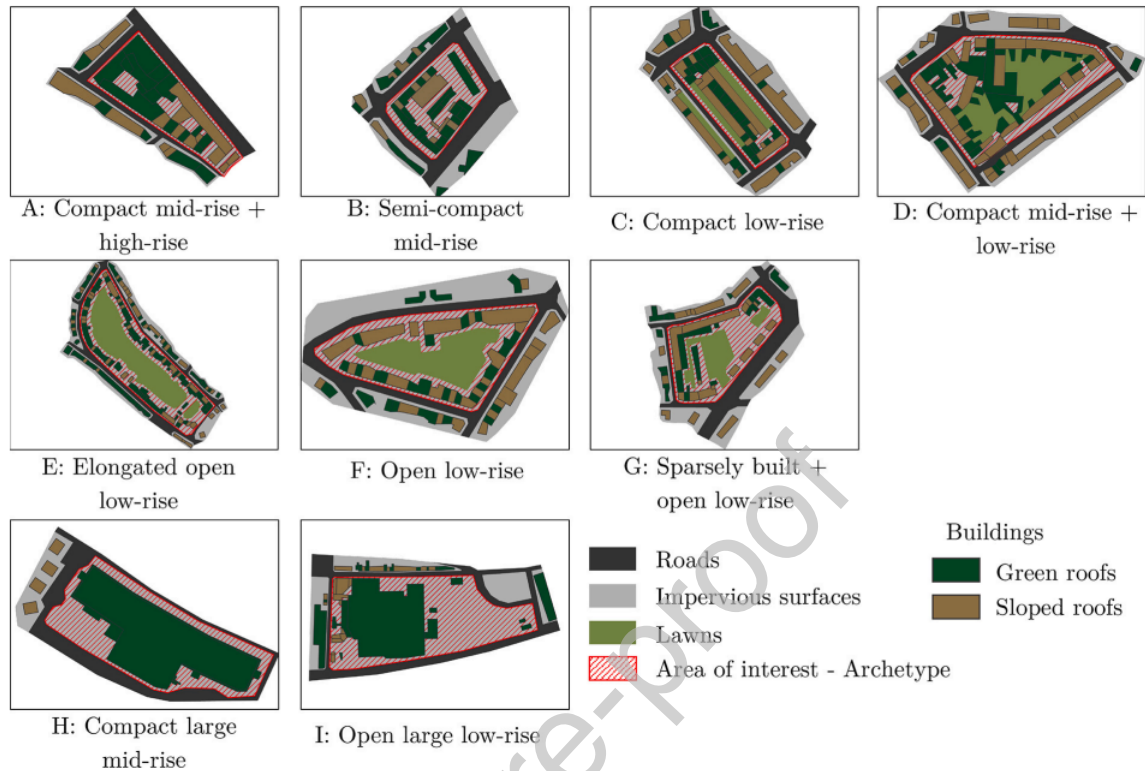 A: Compact mid-rise +
high-rise
B: Semi-compact
mid-rise
C: Compact low-rise
D: Compact mid-rise +
low-rise
E: Elongated open
low-rise
F: Open low-rise
G: Sparsely built +
open low-rise
H: Compact large
mid-rise
I: Open large low-rise
Roads
Impervious surfaces
Lawns
Area of interest - Archetype
Buildings
Green roofs
Sloped roofs
re-proof